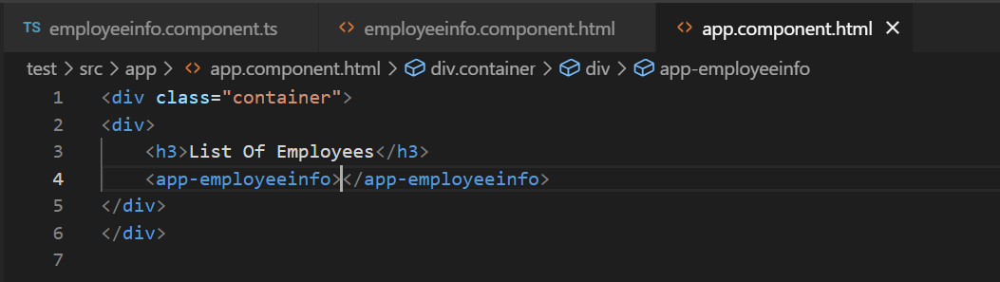 TS employeeinfo.component.ts <> employeeinfo.component.html <> app.component.html ×
test > src > app > <> app.component.html > div.container > div > app-employeeinfo
1 <div class="container">
2 <div>
3 <h3>List Of Employees</h3>
4 <app-employeeinfo></app-employeeinfo>
5 </div>
6 </div>
7